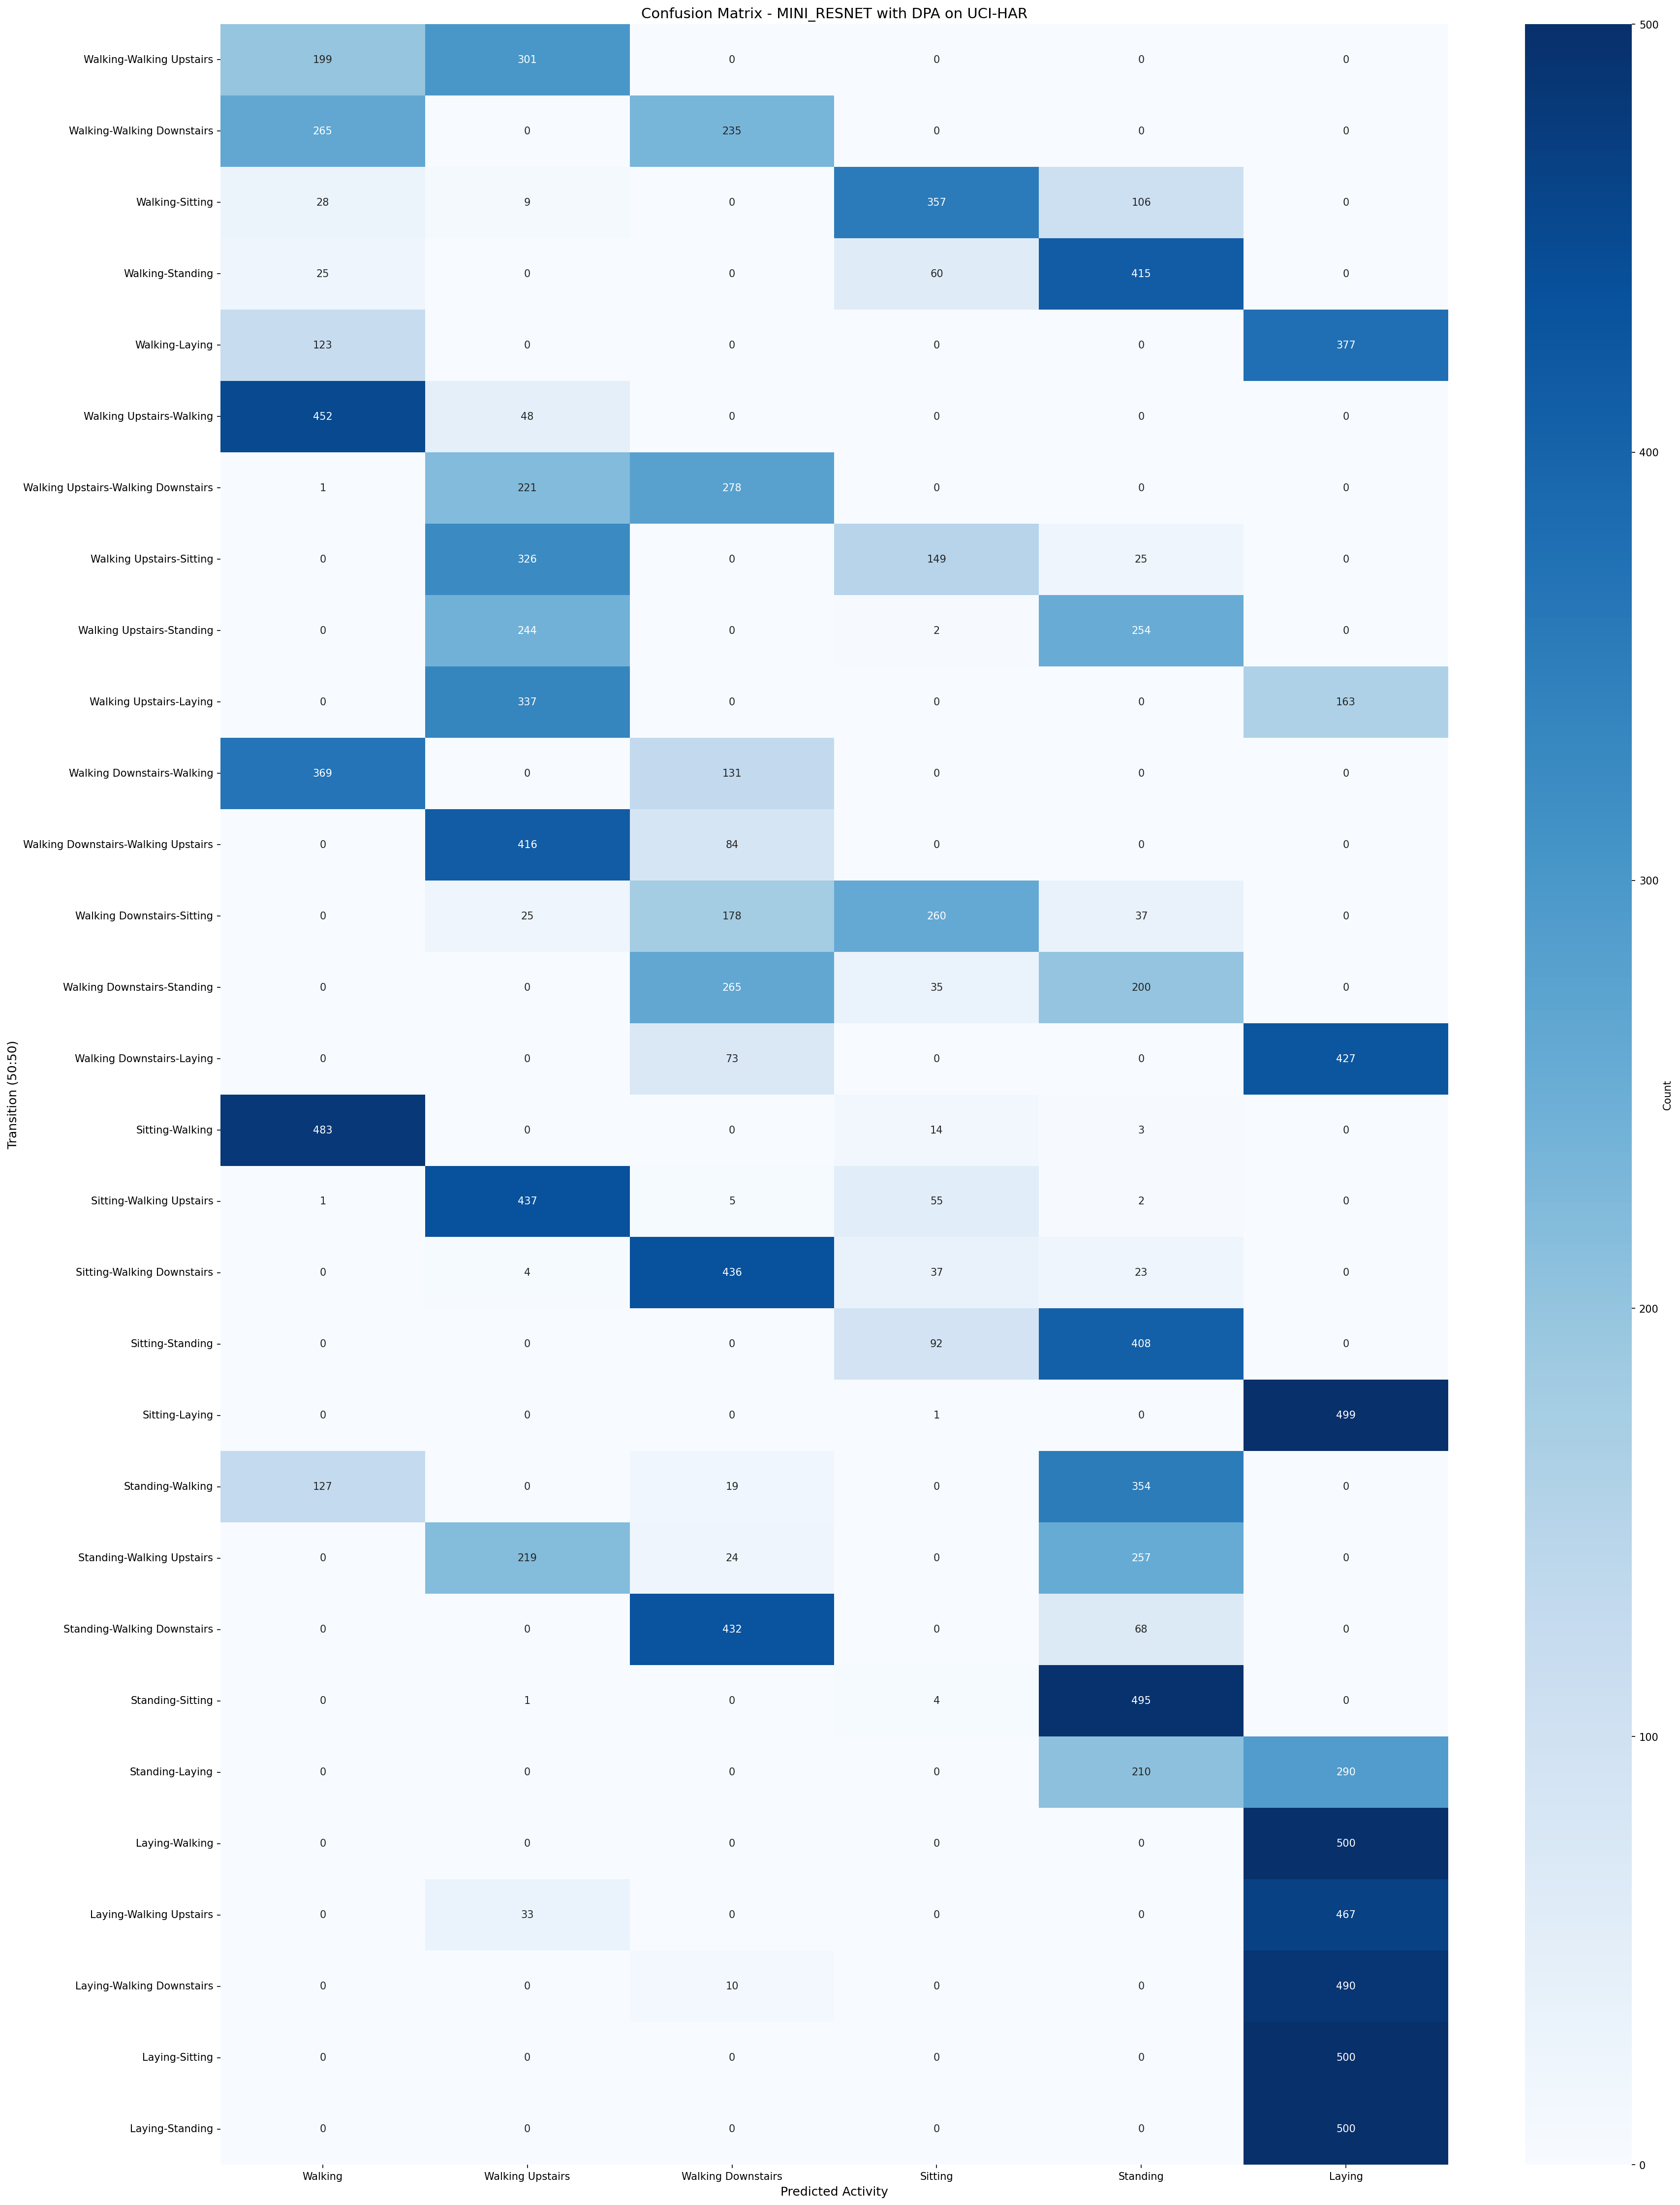 Confusion Matrix - MINI_RESNET with DPA on UCI-HAR
Walking-Walking Upstairs 199 301 0 0 0 0
Walking-Walking Downstairs 265 0 235 0 0 0
Walking-Sitting 28 9 0 357 106 0
Walking-Standing 25 0 0 60 415 0
Walking-Laying 123 0 0 0 0 377
Walking Upstairs-Walking 452 48 0 0 0 0
Walking Upstairs-Walking Downstairs 1 221 278 0 0 0
Walking Upstairs-Sitting 0 326 0 149 25 0
Walking Upstairs-Standing 0 244 0 2 254 0
Walking Upstairs-Laying 0 337 0 0 0 163
Walking Downstairs-Walking 369 0 131 0 0 0
Walking Downstairs-Walking Upstairs 0 416 84 0 0 0
Walking Downstairs-Sitting 0 25 178 260 37 0
Walking Downstairs-Standing 0 0 265 35 200 0
Walking Downstairs-Laying 0 0 73 0 0 427
Sitting-Walking 483 0 0 14 3 0
Sitting-Walking Upstairs 1 437 5 55 2 0
Sitting-Walking Downstairs 0 4 436 37 23 0
Sitting-Standing 0 0 0 92 408 0
Sitting-Laying 0 0 0 1 0 499
Standing-Walking 127 0 19 0 354 0
Standing-Walking Upstairs 0 219 24 0 257 0
Standing-Walking Downstairs 0 0 432 0 68 0
Standing-Sitting 0 1 0 4 495 0
Standing-Laying 0 0 0 0 210 290
Laying-Walking 0 0 0 0 0 500
Laying-Walking Upstairs 0 33 0 0 0 467
Laying-Walking Downstairs 0 0 10 0 0 490
Laying-Sitting 0 0 0 0 0 500
Laying-Standing 0 0 0 0 0 500
Walking Walking Upstairs Walking Downstairs Sitting Standing Laying
Predicted Activity
Transition (50:50)
500
400
300
200
100
0
Count